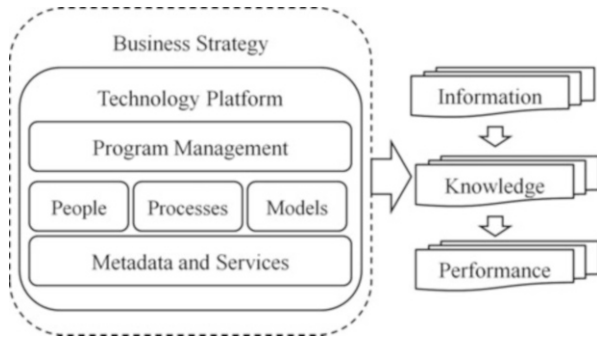 Business Strategy
Technology Platform
Program Management
People Processes Models
Metadata and Services
Information
Knowledge
Performance